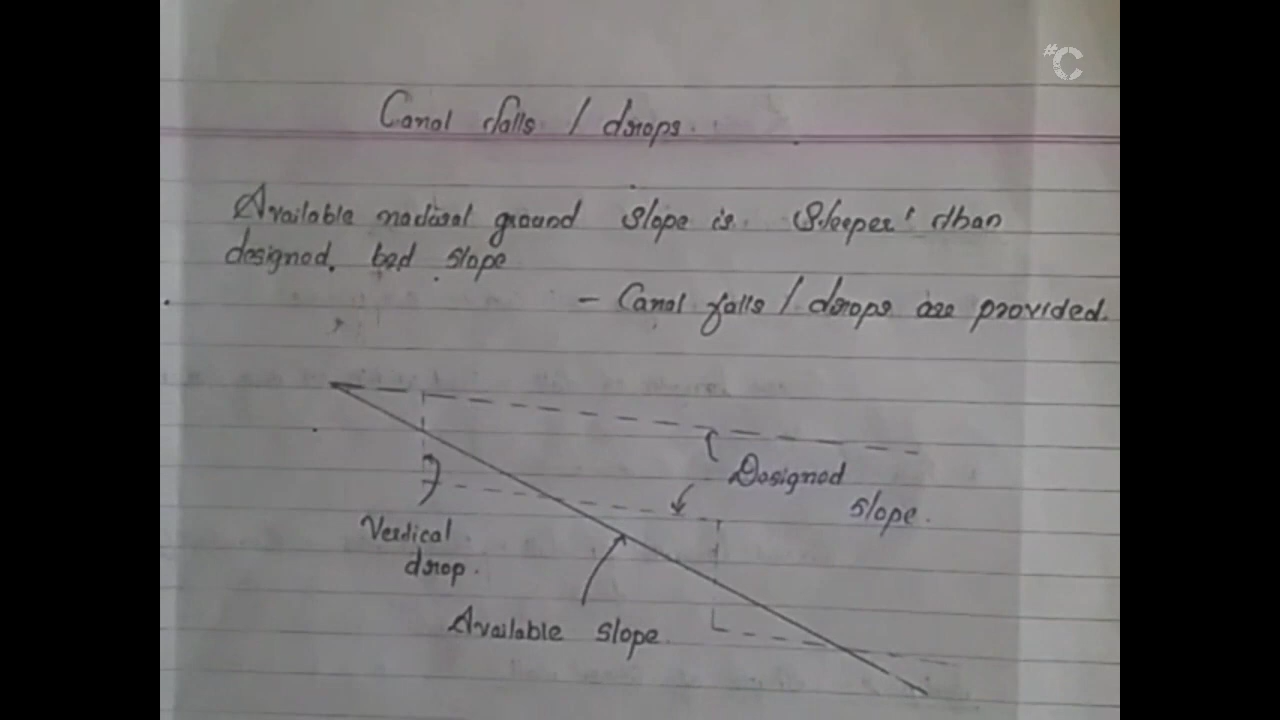 #C
Canal falls / drops.
Available natural ground slope is steeper than
designed bed slope
- Canal falls / drops are provided.
Designed
slope.
Vertical
drop.
Available slope